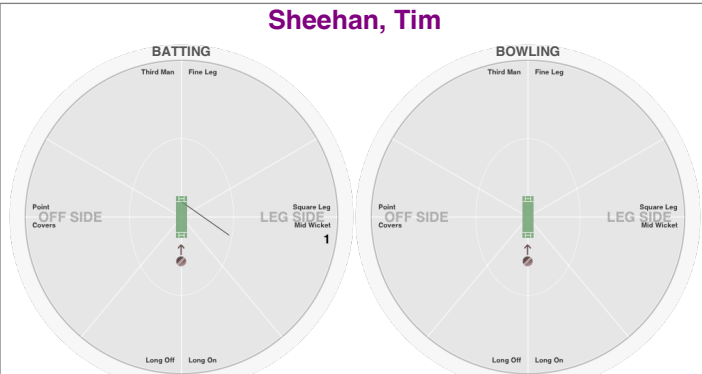 Sheehan, Tim
BATTING
Third Man Fine Leg
Point
OFF SIDE
Covers
Square Leg
LEG SIDE
Mid Wicket
1
Long Off Long On
BOWLING
Third Man Fine Leg
Point
OFF SIDE
Covers
Square Leg
LEG SIDE
Mid Wicket
Long Off Long On